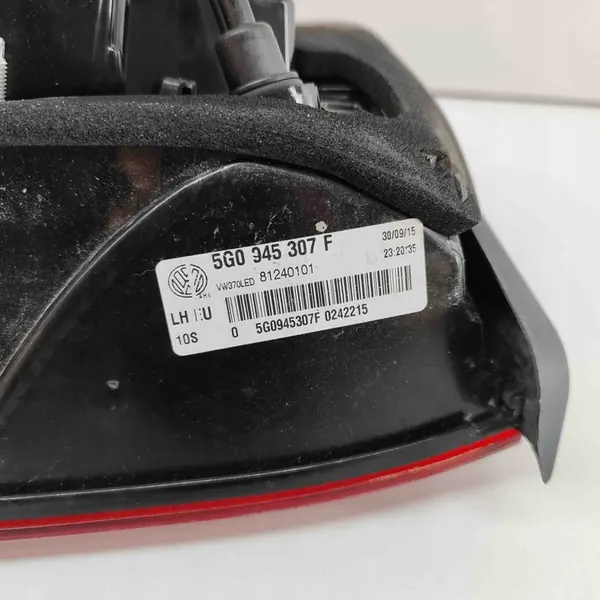 5G0 945 307 F
30/09/15
VW370LED 81240101
23:20:35
LH EU
10S
0 5G0945307F 0242215